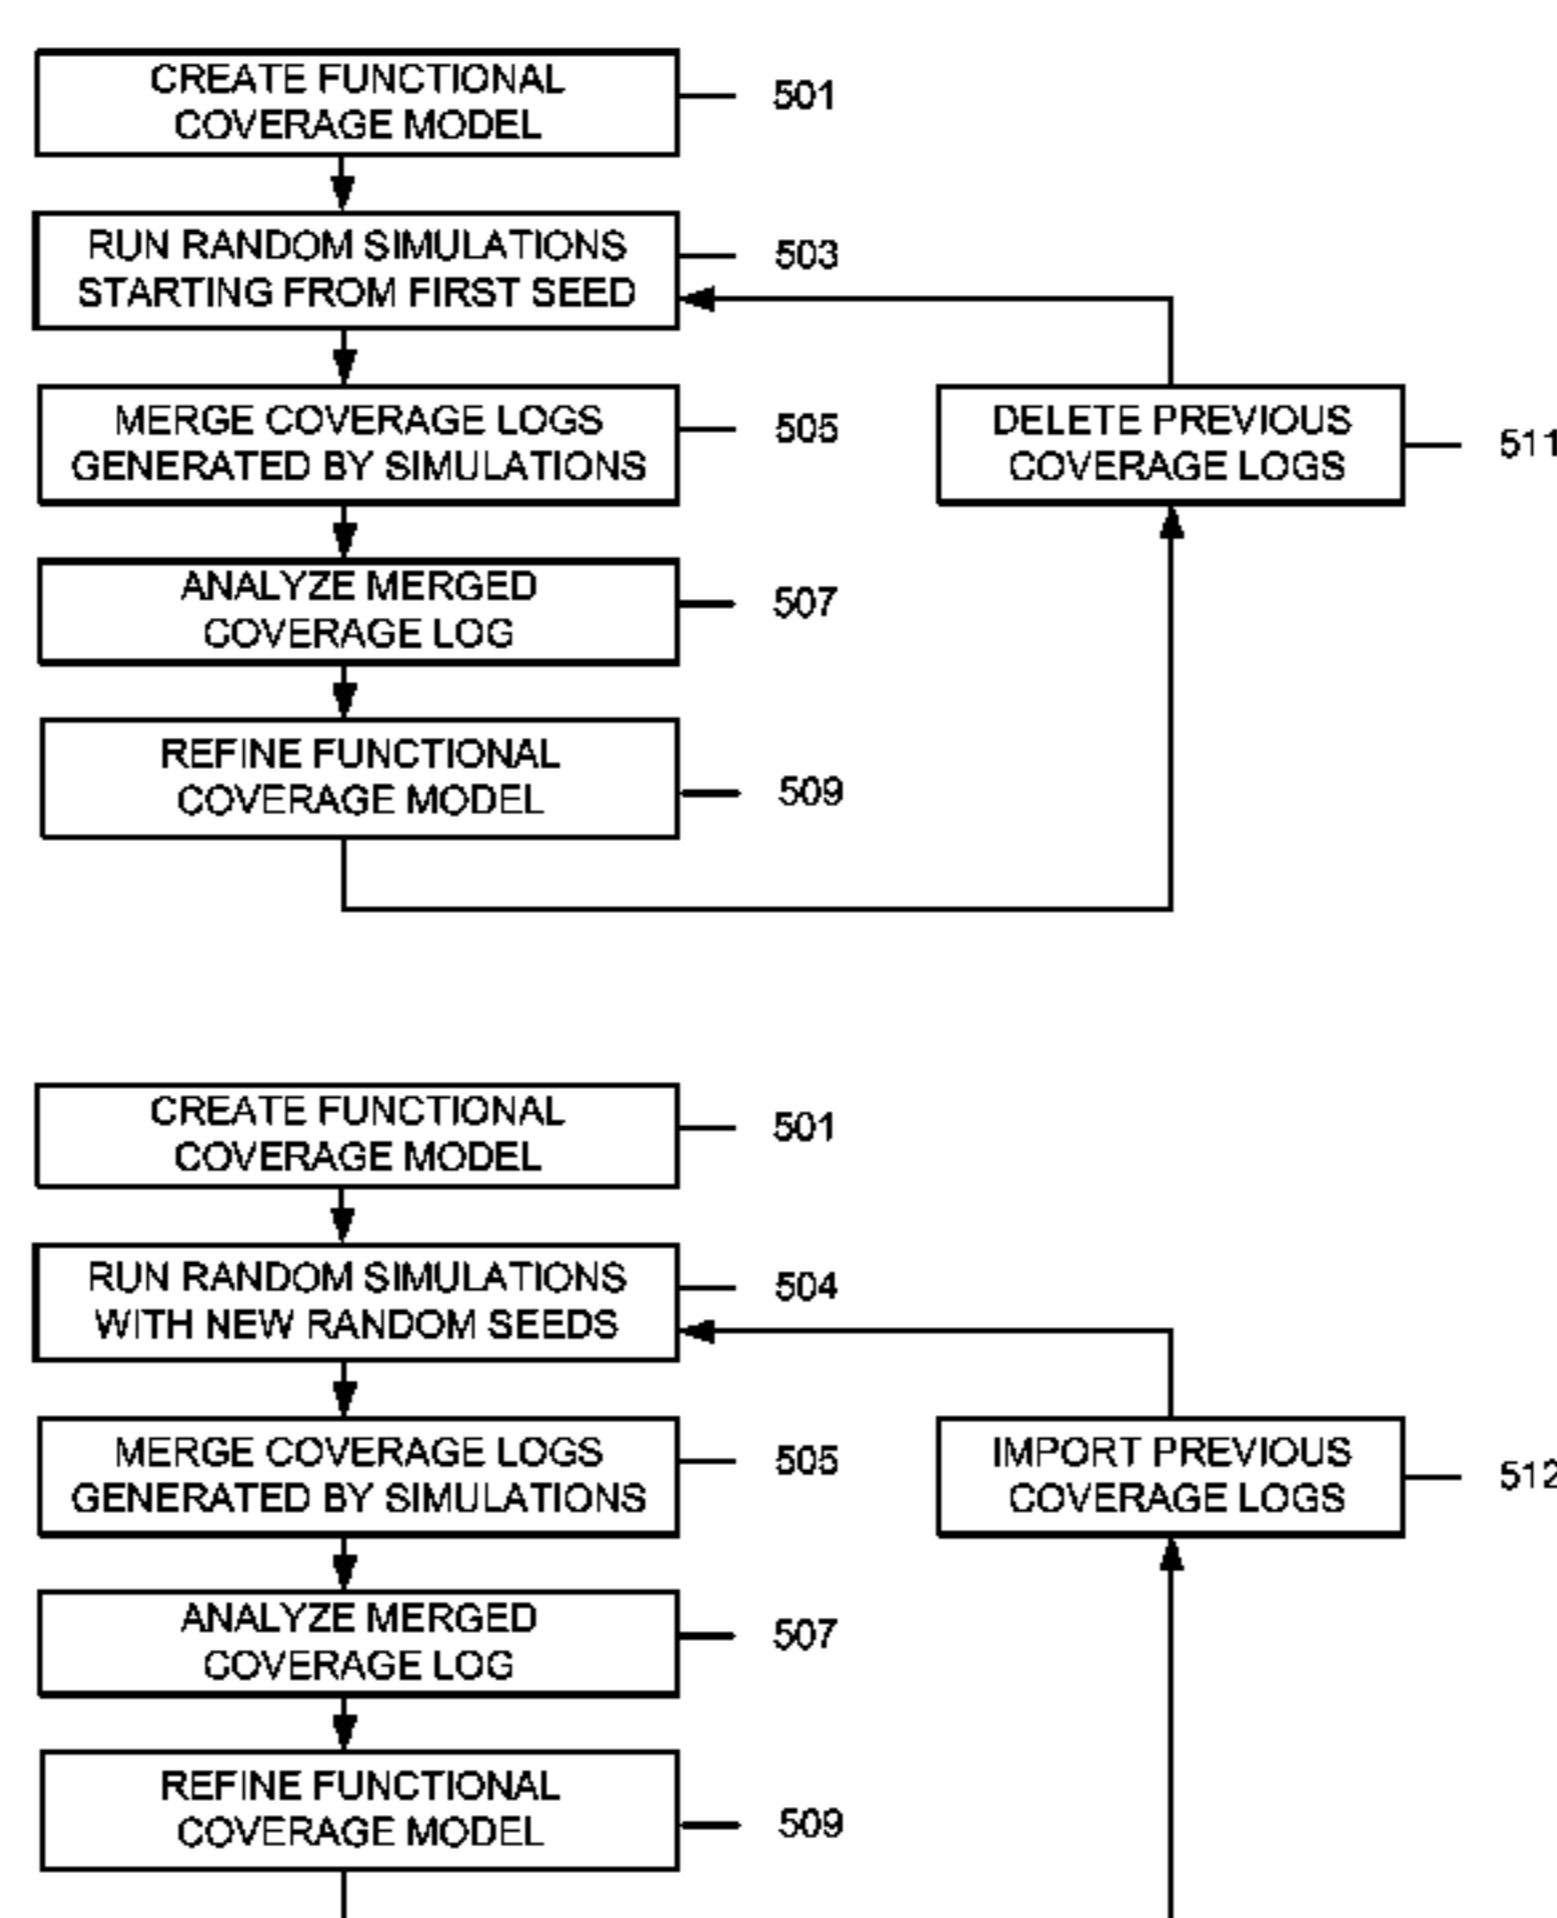 CREATE FUNCTIONAL
COVERAGE MODEL
501
RUN RANDOM SIMULATIONS
STARTING FROM FIRST SEED
503
MERGE COVERAGE LOGS
GENERATED BY SIMULATIONS
505
DELETE PREVIOUS
COVERAGE LOGS
511
ANALYZE MERGED
COVERAGE LOG
507
REFINE FUNCTIONAL
COVERAGE MODEL
509
CREATE FUNCTIONAL
COVERAGE MODEL
501
RUN RANDOM SIMULATIONS
WITH NEW RANDOM SEEDS
504
MERGE COVERAGE LOGS
GENERATED BY SIMULATIONS
505
IMPORT PREVIOUS
COVERAGE LOGS
512
ANALYZE MERGED
COVERAGE LOG
507
REFINE FUNCTIONAL
COVERAGE MODEL
509